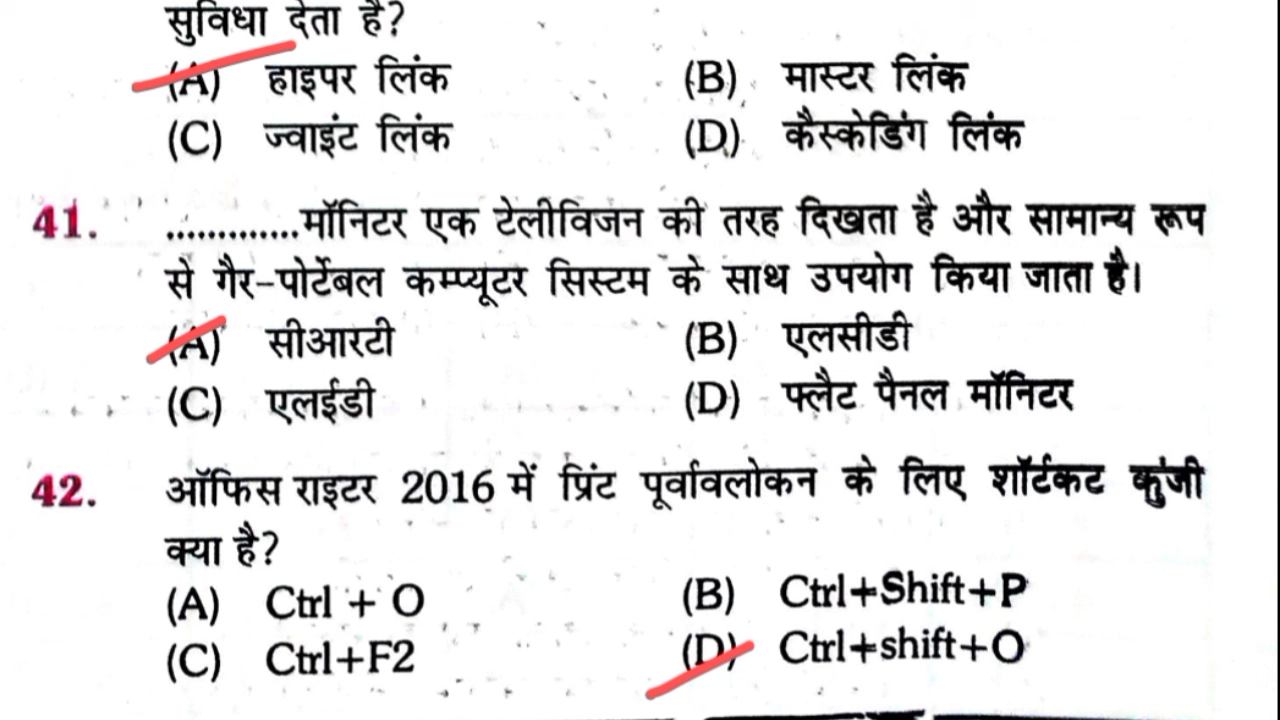 सुविधा देता है?
(A) हाइपर लिंक (B) मास्टर लिंक
(C) ज्वाइंट लिंक (D) कैस्केडिंग लिंक
41. .............मॉनिटर एक टेलीविजन की तरह दिखता है और सामान्य रूप
से गैर-पोर्टेबल कम्प्यूटर सिस्टम के साथ उपयोग किया जाता है।
(A) सीआरटी (B) एलसीडी
(C) एलईडी (D) फ्लैट पैनल मॉनिटर
42. ऑफिस राइटर 2016 में प्रिंट पूर्वावलोकन के लिए शॉर्टकट कुंजी
क्या है?
(A) Ctrl + O (B) Ctrl+Shift+P
(C) Ctrl+F2 (D) Ctrl+shift+O